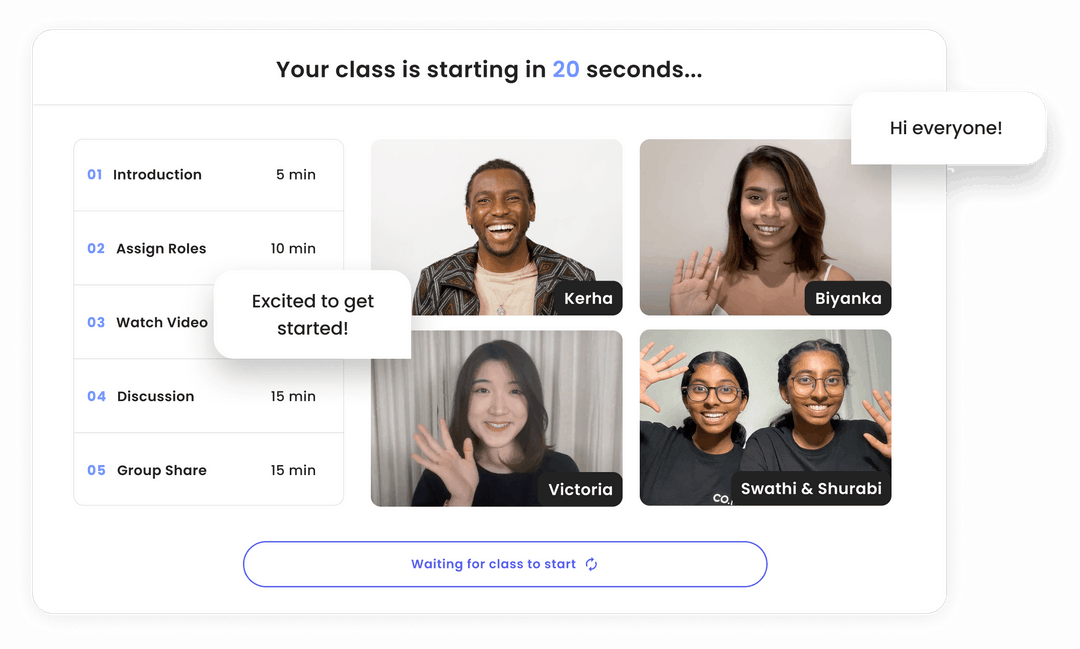 Your class is starting in 20 seconds...
Hi everyone!
01 Introduction 5 min
02 Assign Roles 10 min
03 Watch Video
Excited to get
started!
04 Discussion 15 min
05 Group Share 15 min
Kerha
Biyanka
Victoria
CO.
Swathi & Shurabi
Waiting for class to start